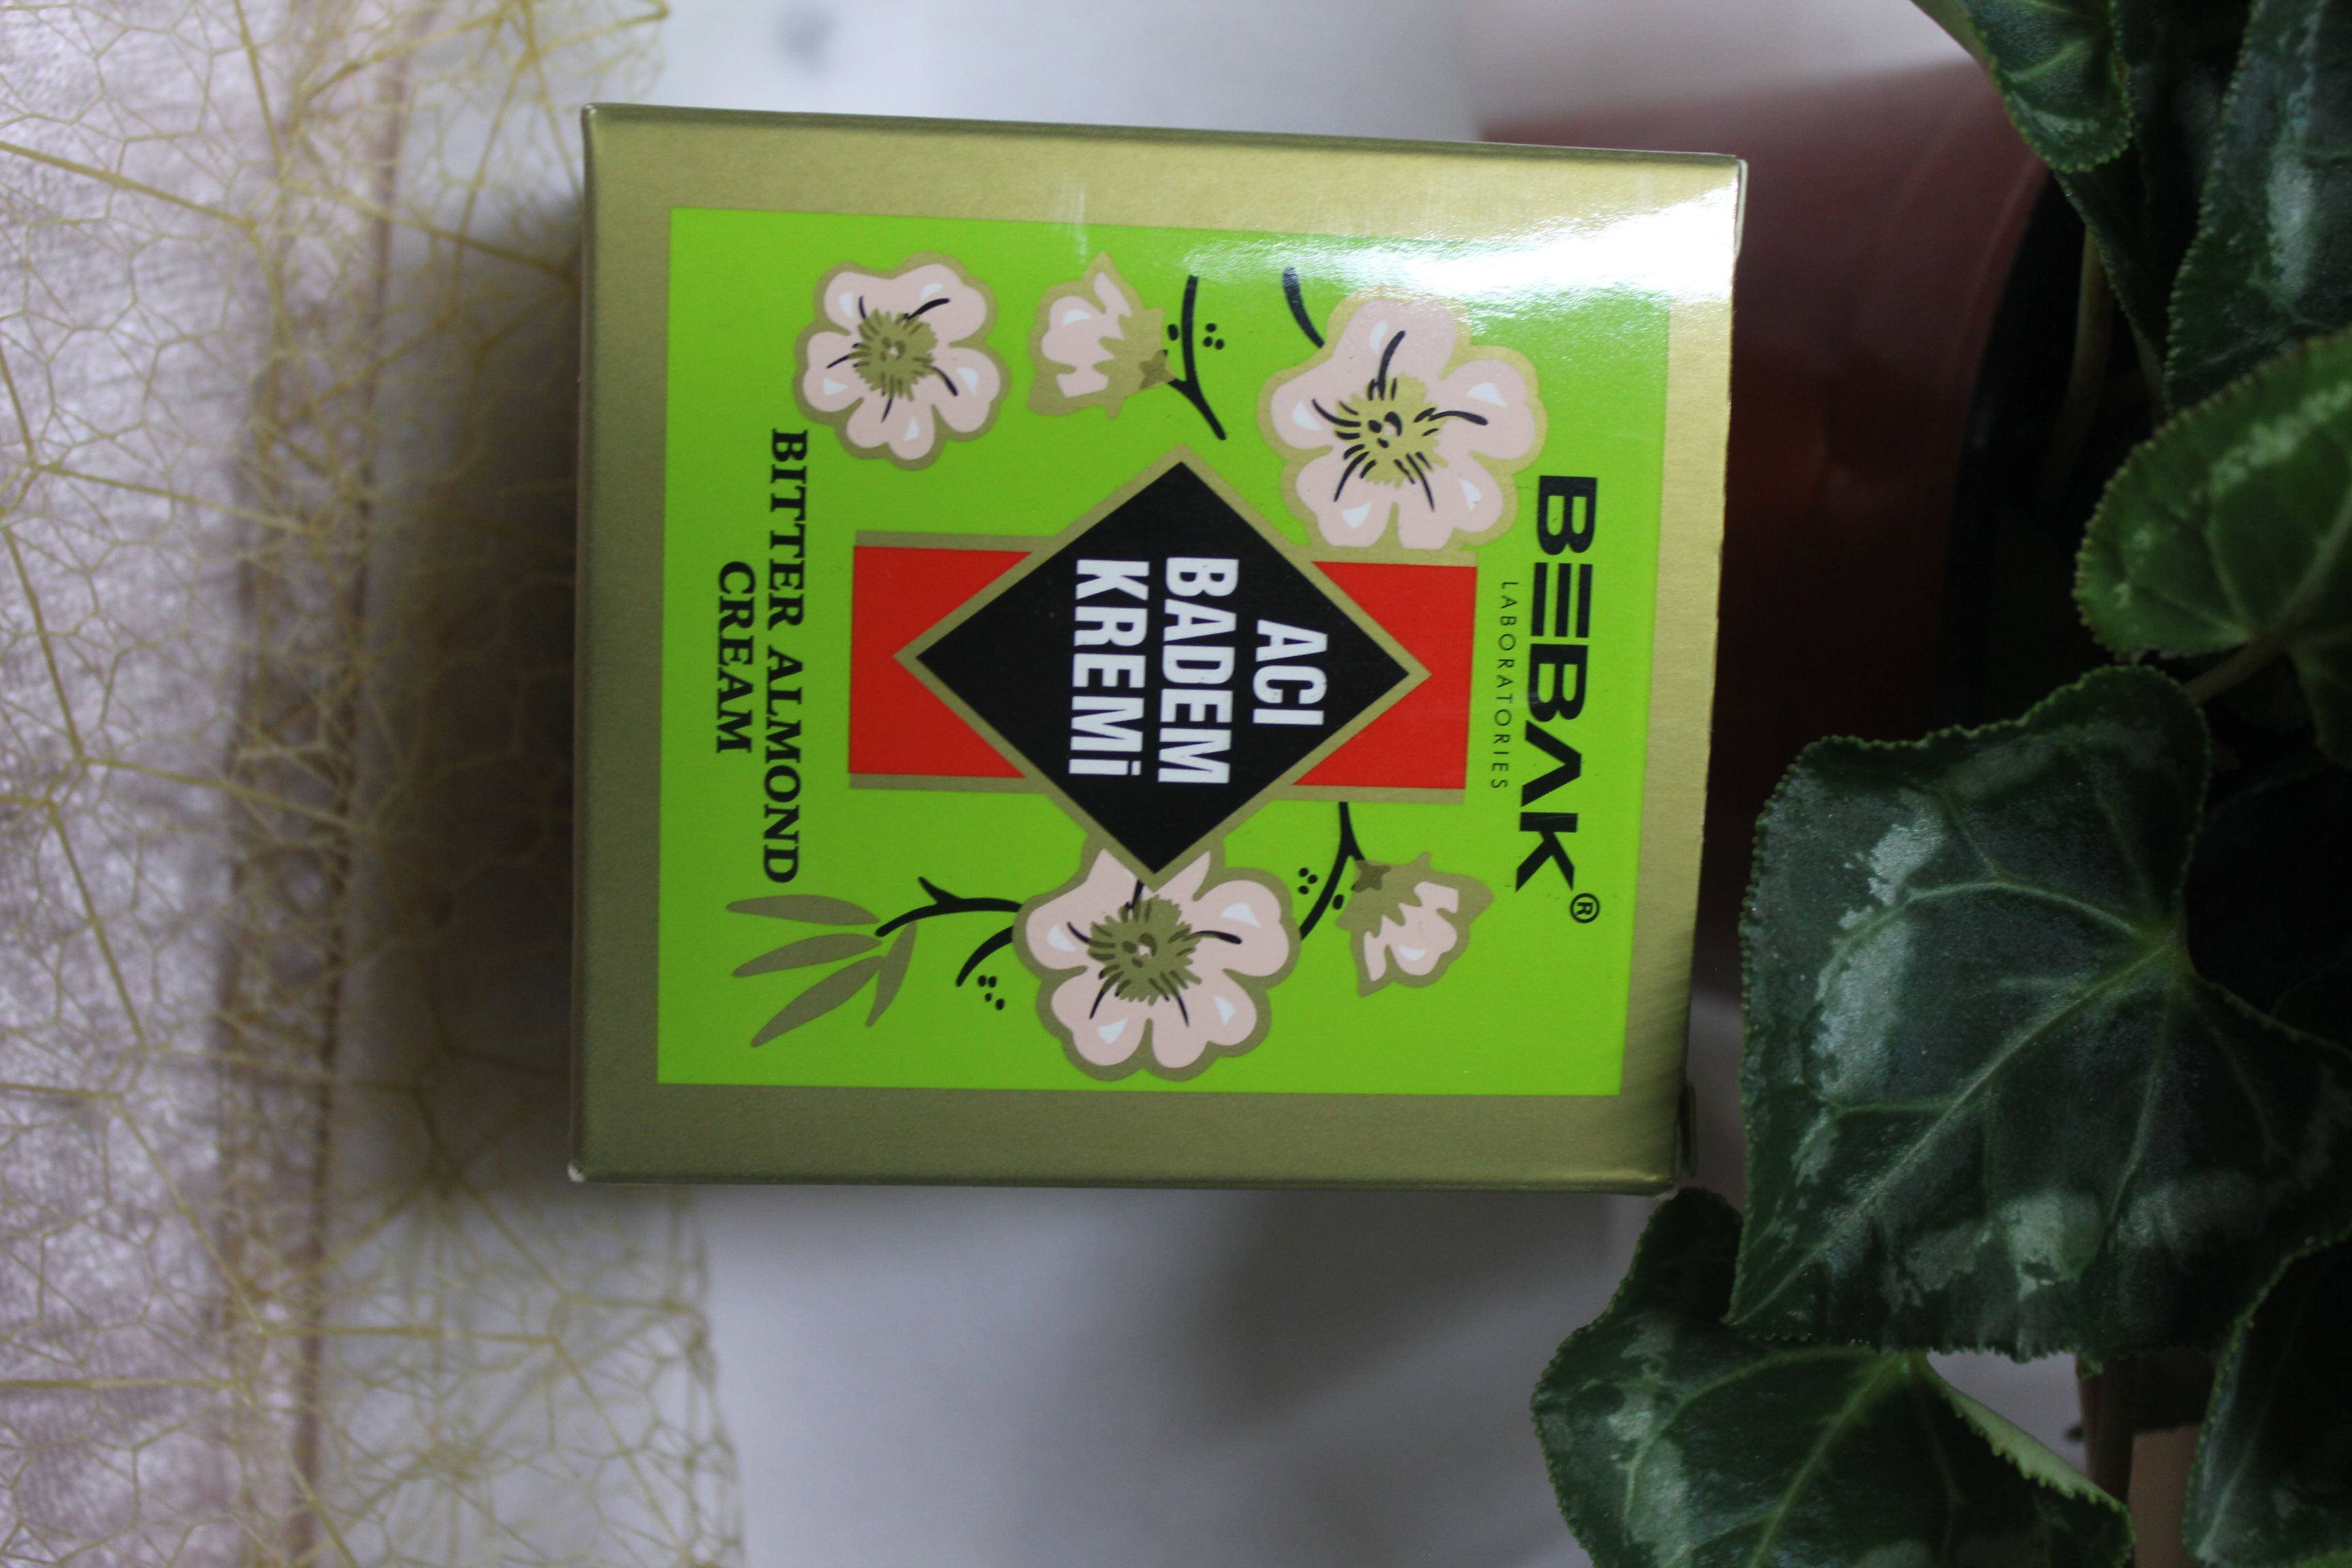 BEBAK®
LABORATORIES
ACI
BADEM
KREMİ
BITTER ALMOND
CREAM